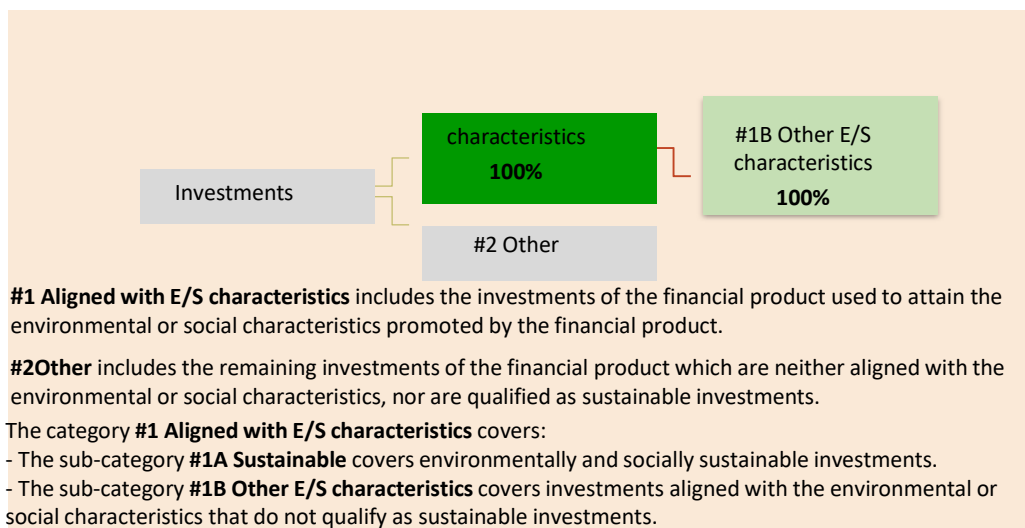 characteristics
100%
#1B Other E/S
characteristics
100%
Investments
#2 Other
#1 Aligned with E/S characteristics includes the investments of the financial product used to attain the
environmental or social characteristics promoted by the financial product.
#2Other includes the remaining investments of the financial product which are neither aligned with the
environmental or social characteristics, nor are qualified as sustainable investments.
The category #1 Aligned with E/S characteristics covers:
- The sub-category #1A Sustainable covers environmentally and socially sustainable investments.
- The sub-category #1B Other E/S characteristics covers investments aligned with the environmental or
social characteristics that do not qualify as sustainable investments.